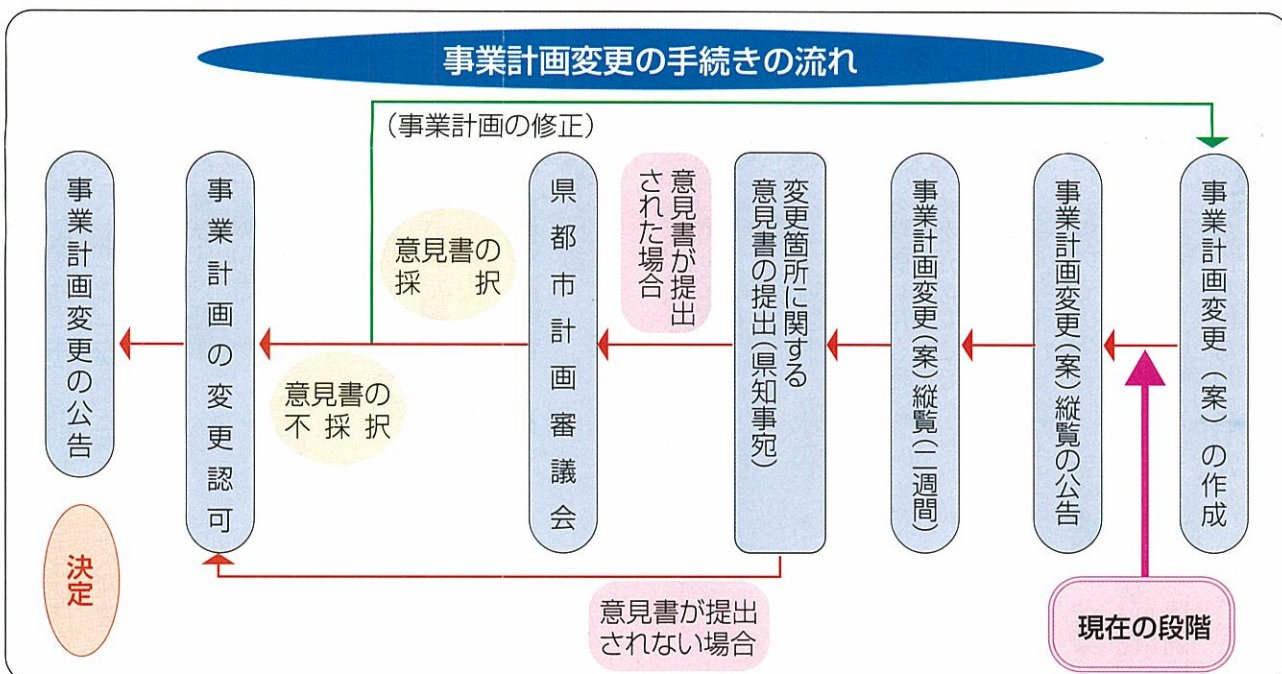 事業計画変更の手続きの流れ
(事業計画の修正)
事業計画変更(案)の作成
現在の段階
事業計画変更(案)縦覧の公告
事業計画変更(案)縦覧(二週間)
変更箇所に関する
意見書の提出(県知事宛)
意見書が提出
された場合
意見書が提出
されない場合
県都市計画審議会
意見書の
採択
意見書の
不採択
事業計画の変更認可
事業計画変更の公告
決定